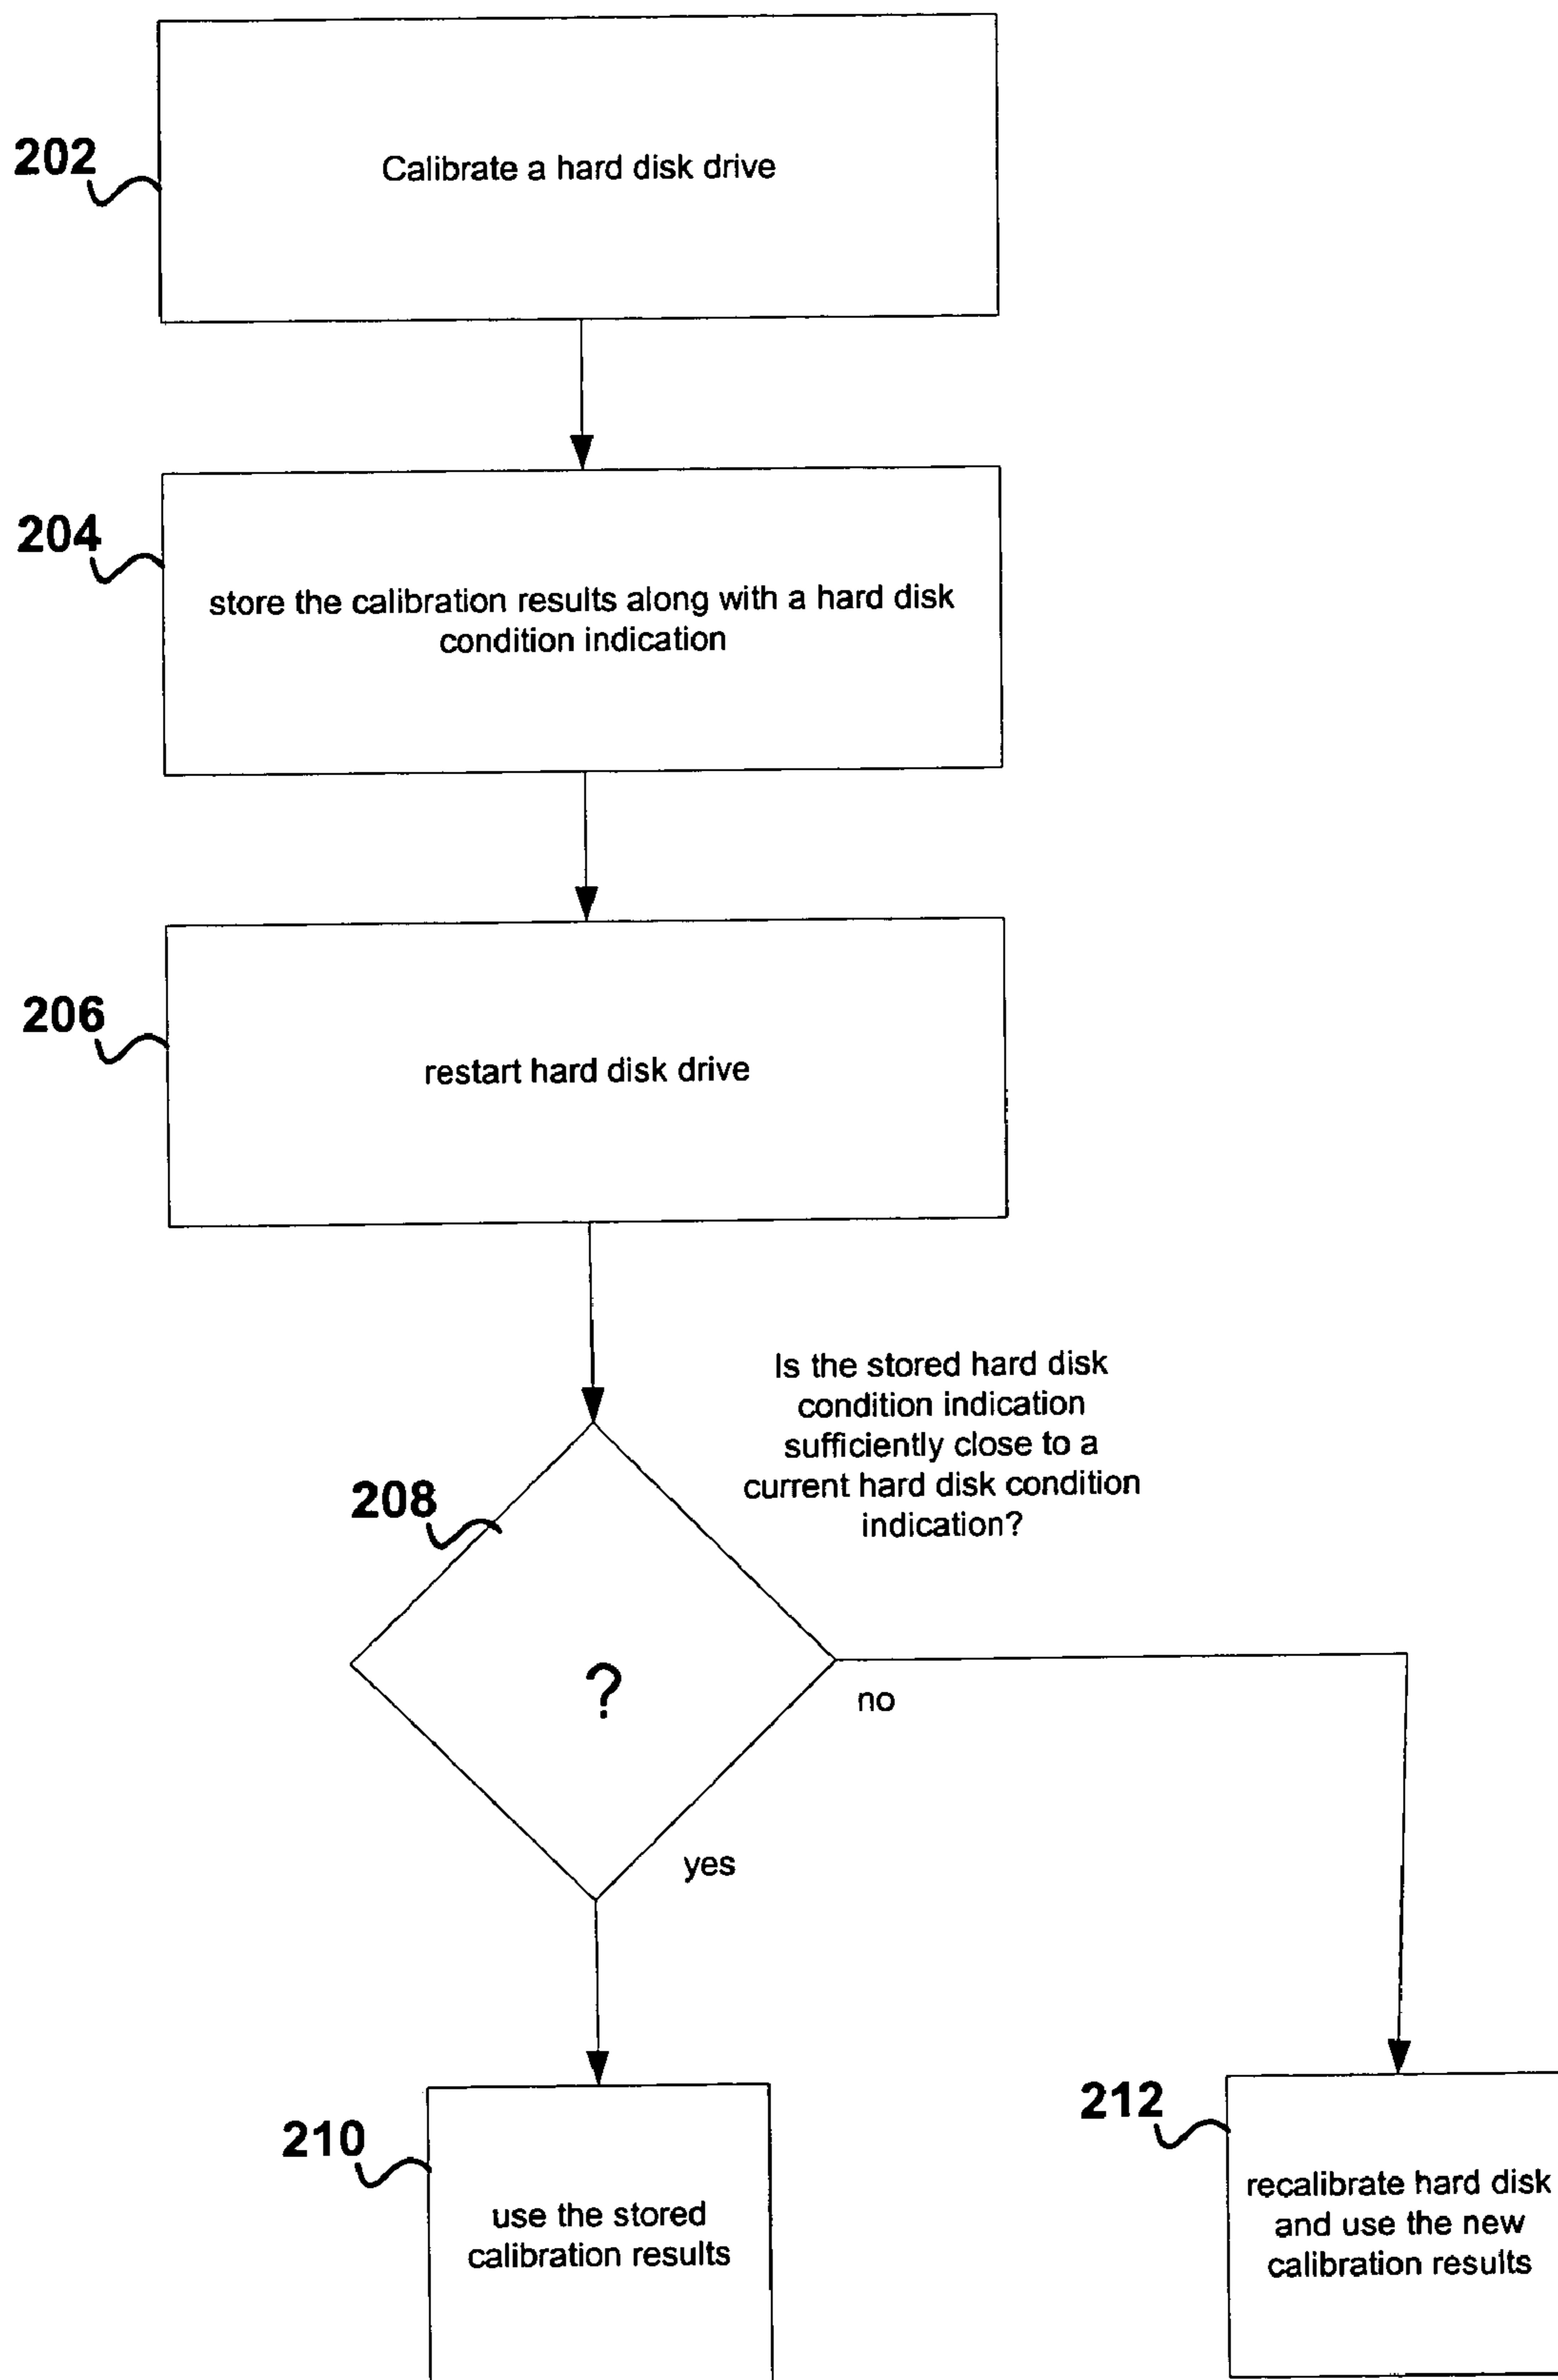 202
Calibrate a hard disk drive
204
store the calibration results along with a hard disk
condition indication
206
restart hard disk drive
Is the stored hard disk
condition indication
sufficiently close to a
current hard disk condition
indication?
208
?
no
yes
210
use the stored
calibration results
212
recalibrate hard disk
and use the new
calibration results